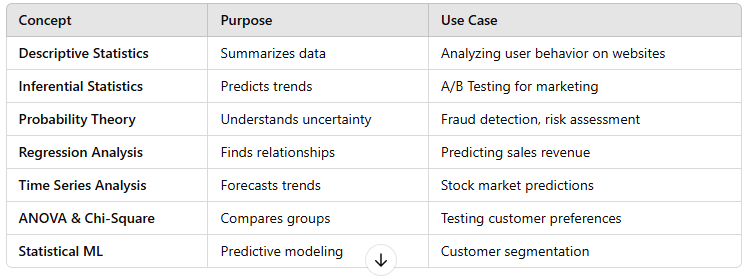 Concept Purpose Use Case
Descriptive Statistics Summarizes data Analyzing user behavior on websites
Inferential Statistics Predicts trends A/B Testing for marketing
Probability Theory Understands uncertainty Fraud detection, risk assessment
Regression Analysis Finds relationships Predicting sales revenue
Time Series Analysis Forecasts trends Stock market predictions
ANOVA & Chi-Square Compares groups Testing customer preferences
Statistical ML Predictive modeling Customer segmentation